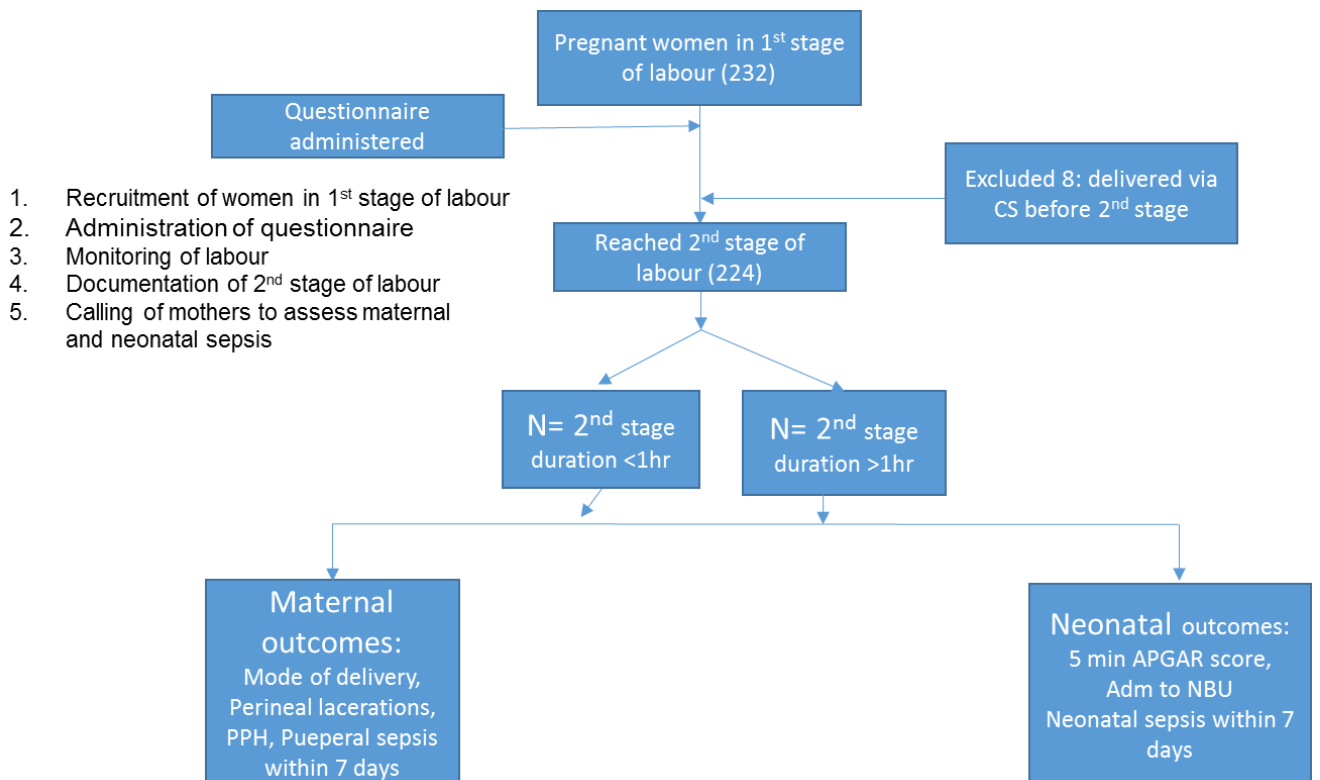 Pregnant women in 1st stage
of labour (232)
Questionnaire
administered
1. Recruitment of women in 1st stage of labour
2. Administration of questionnaire
3. Monitoring of labour
4. Documentation of 2nd stage of labour
5. Calling of mothers to assess maternal
and neonatal sepsis
Excluded 8: delivered via
CS before 2nd stage
Reached 2nd stage of
labour (224)
N= 2nd stage
duration <1hr
N= 2nd stage
duration >1hr
Maternal
outcomes:
Mode of delivery,
Perineal lacerations,
PPH, Pueperal sepsis
within 7 days
Neonatal outcomes:
5 min APGAR score,
Adm to NBU
Neonatal sepsis within 7
days